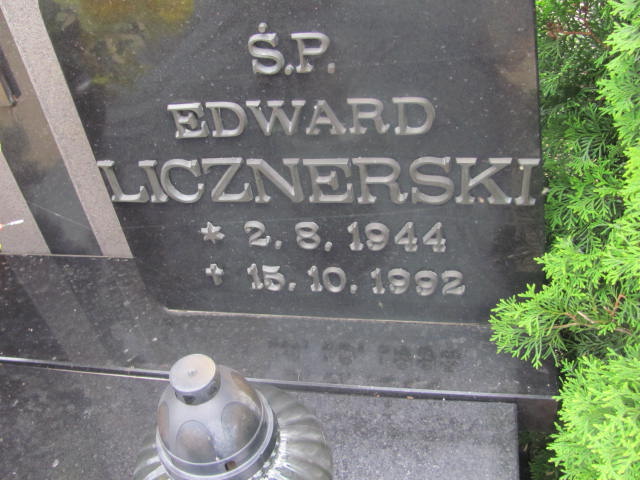 Ś.P.
EDWARD
LICZNERSKI
* 2.8.1944
✝ 15.10.1992